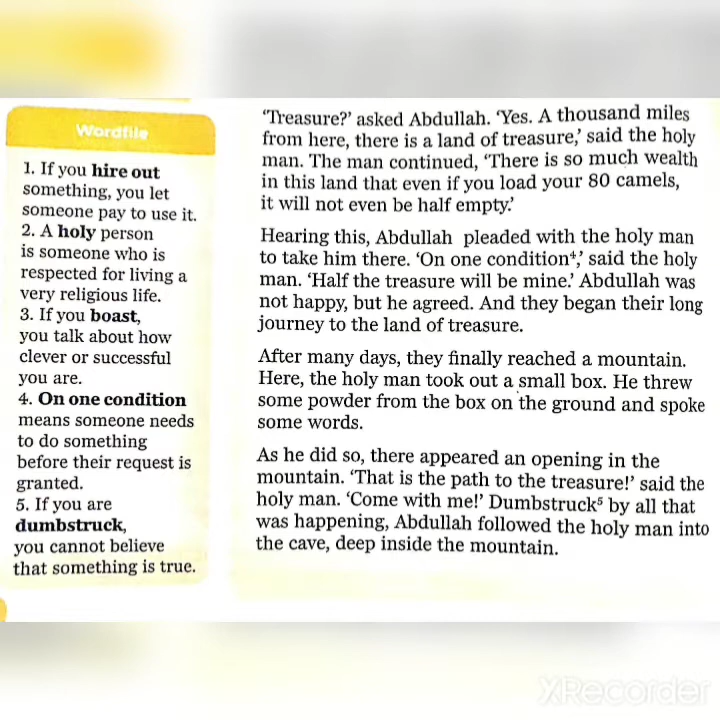 Wordfile
1. If you hire out
something, you let
someone pay to use it.
2. A holy person
is someone who is
respected for living a
very religious life.
3. If you boast,
you talk about how
clever or successful
you are.
4. On one condition
means someone needs
to do something
before their request is
granted.
5. If you are
dumbstruck,
you cannot believe
that something is true.
‘Treasure?’ asked Abdullah. ‘Yes. A thousand miles
from here, there is a land of treasure,’ said the holy
man. The man continued, ‘There is so much wealth
in this land that even if you load your 80 camels,
it will not even be half empty.’
Hearing this, Abdullah pleaded with the holy man
to take him there. ‘On one condition⁴,’ said the holy
man. ‘Half the treasure will be mine.’ Abdullah was
not happy, but he agreed. And they began their long
journey to the land of treasure.
After many days, they finally reached a mountain.
Here, the holy man took out a small box. He threw
some powder from the box on the ground and spoke
some words.
As he did so, there appeared an opening in the
mountain. ‘That is the path to the treasure!’ said the
holy man. ‘Come with me!’ Dumbstruck⁵ by all that
was happening, Abdullah followed the holy man into
the cave, deep inside the mountain.
XRecorder